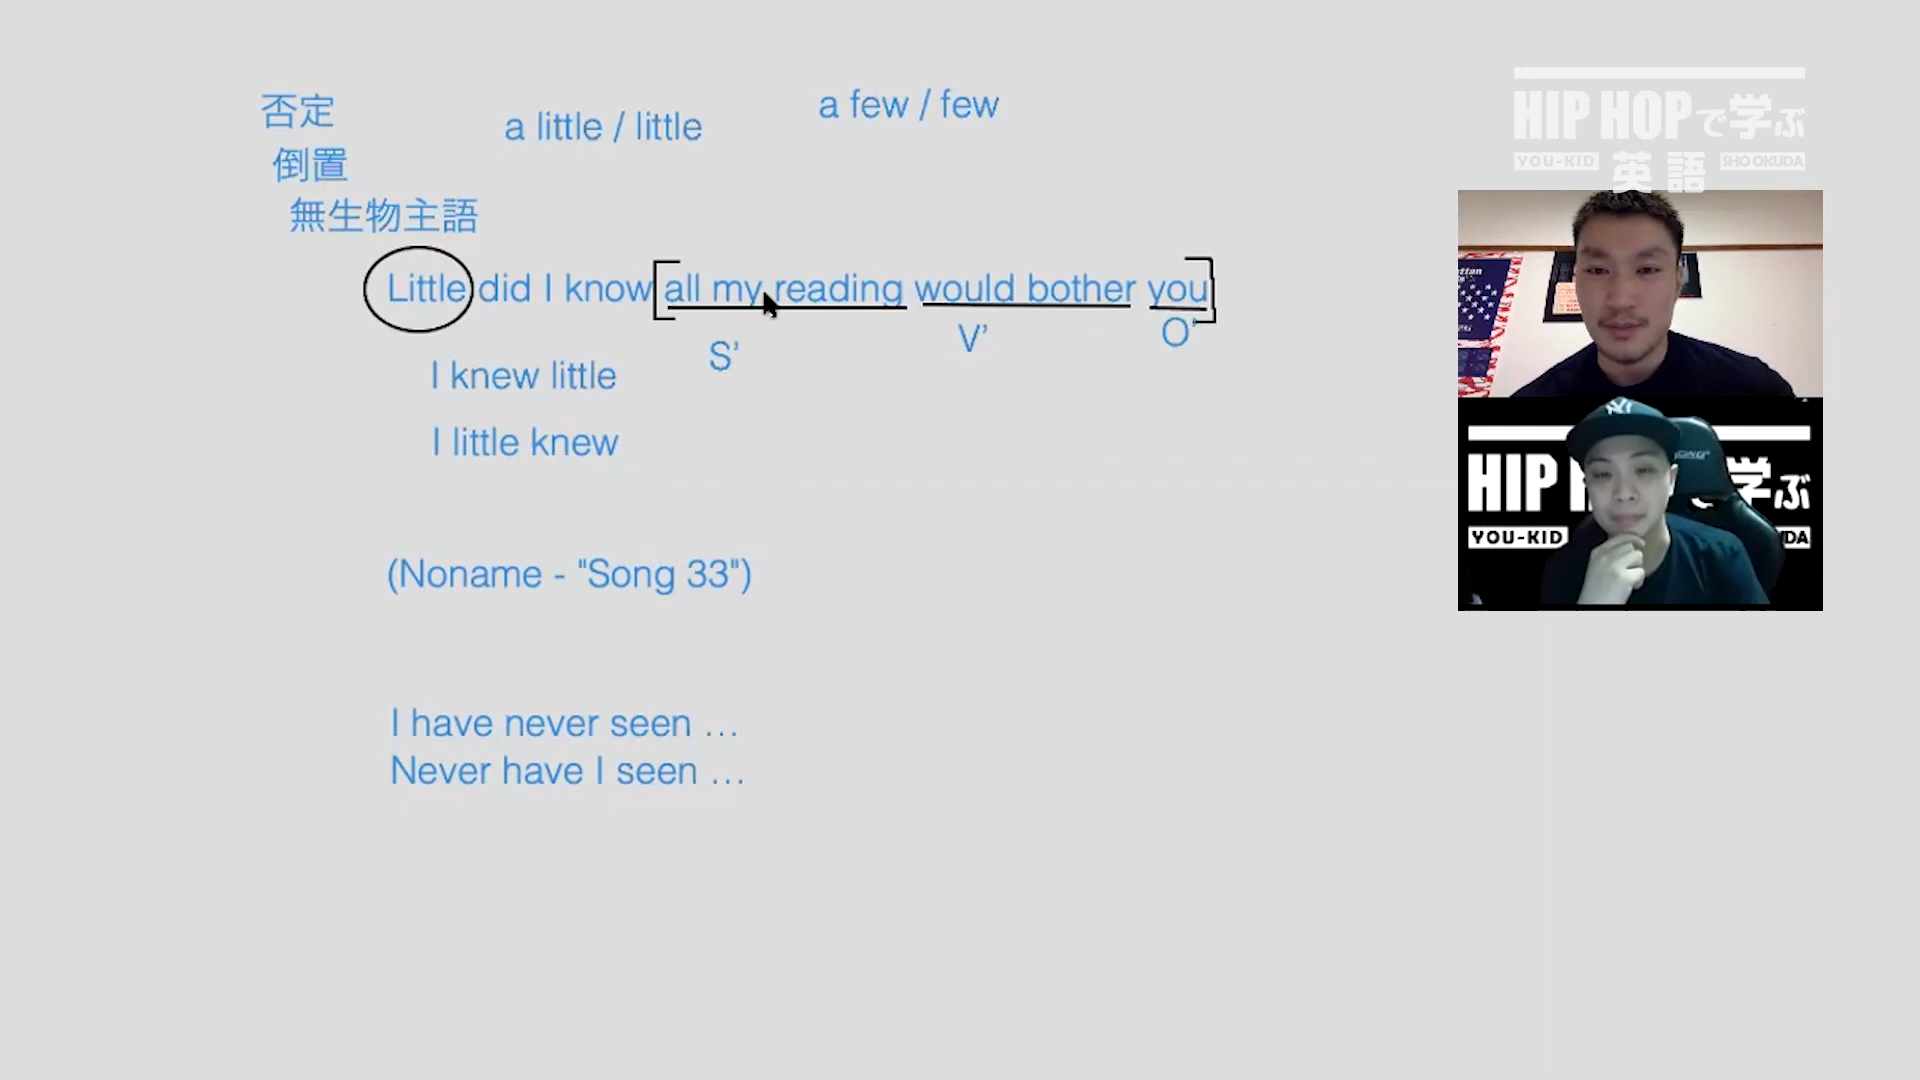 否定
倒置
無生物主語
a little / little
a few / few
Little did I know all my reading would bother you
S’
V’
O’
I knew little
I little knew
(Noname - "Song 33")
I have never seen …
Never have I seen …
HIP HOPで学ぶ
YOU-KID 英語 SHO OKUDA
HIP H 学ぶ
YOU-KID DA